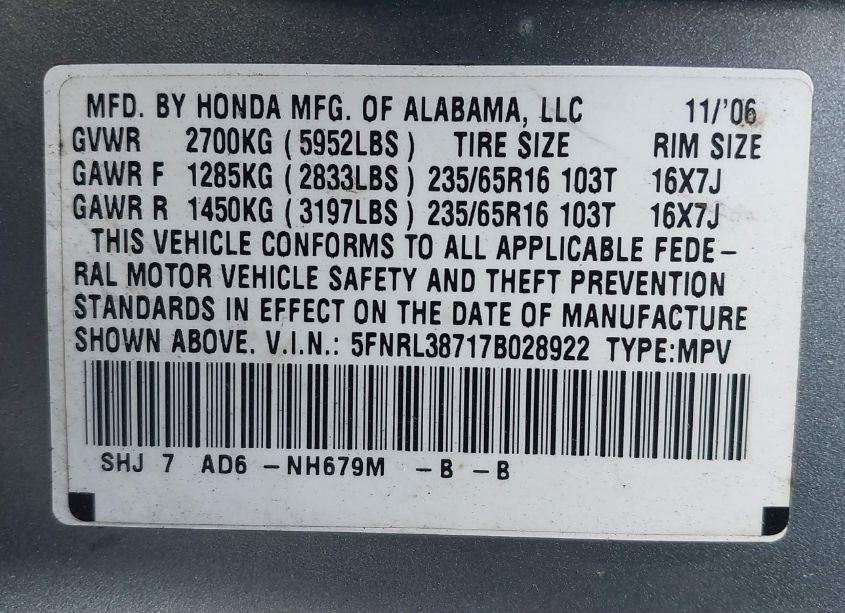 MFD. BY HONDA MFG. OF ALABAMA, LLC 11/'06
GVWR 2700KG (5952LBS) TIRE SIZE RIM SIZE
GAWR F 1285KG (2833LBS) 235/65R16 103T 16X7J
GAWR R 1450KG (3197LBS) 235/65R16 103T 16X7J
THIS VEHICLE CONFORMS TO ALL APPLICABLE FEDE-
RAL MOTOR VEHICLE SAFETY AND THEFT PREVENTION
STANDARDS IN EFFECT ON THE DATE OF MANUFACTURE
SHOWN ABOVE. V.I.N.: 5FNRL38717B028922 TYPE:MPV
SHJ 7 AD6 -NH679M -B -B